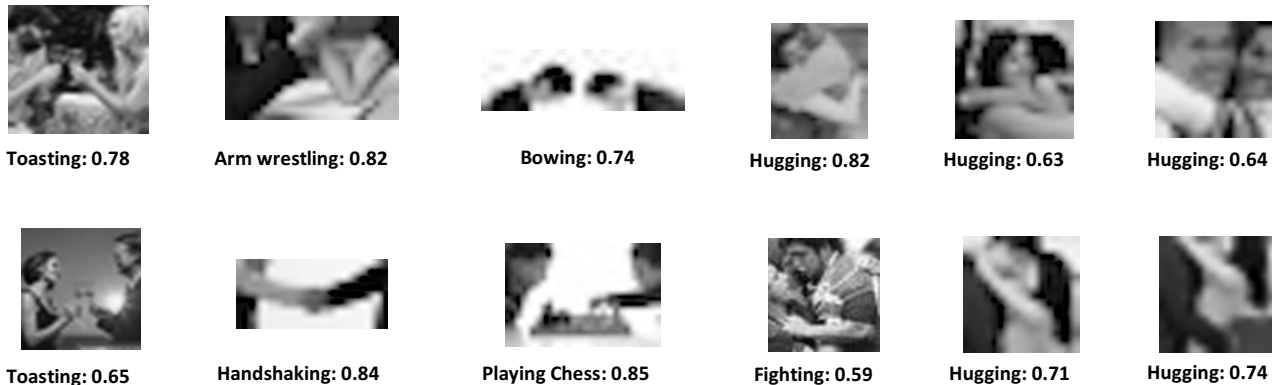 Toasting: 0.78
Arm wrestling: 0.82
Bowing: 0.74
Hugging: 0.82
Hugging: 0.63
Hugging: 0.64
Toasting: 0.65
Handshaking: 0.84
Playing Chess: 0.85
Fighting: 0.59
Hugging: 0.71
Hugging: 0.74